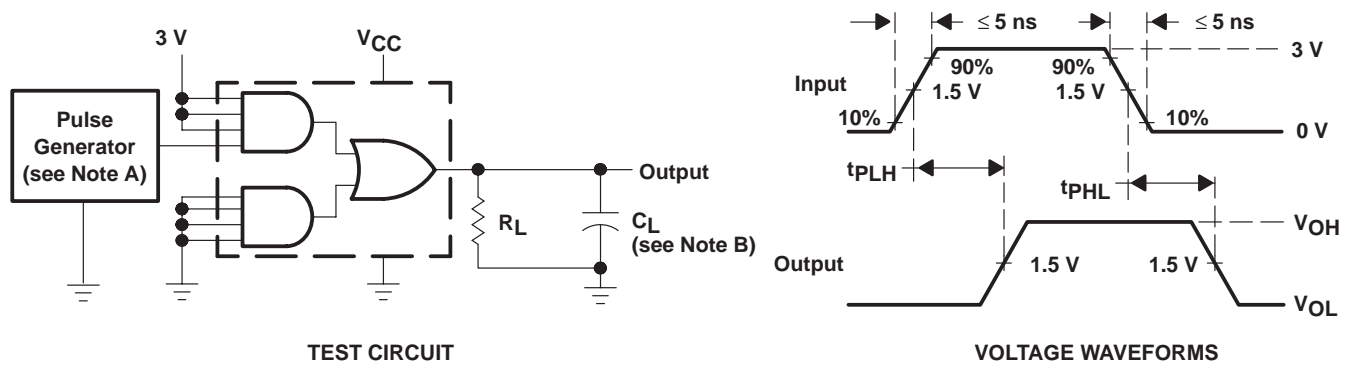 3 V
VCC
Pulse
Generator
(see Note A)
Output
RL
CL
(see Note B)
TEST CIRCUIT
≤ 5 ns
≤ 5 ns
3 V
90%
90%
Input
1.5 V
1.5 V
10%
10%
0 V
tPLH
tPHL
VOH
Output
1.5 V
1.5 V
VOL
VOLTAGE WAVEFORMS